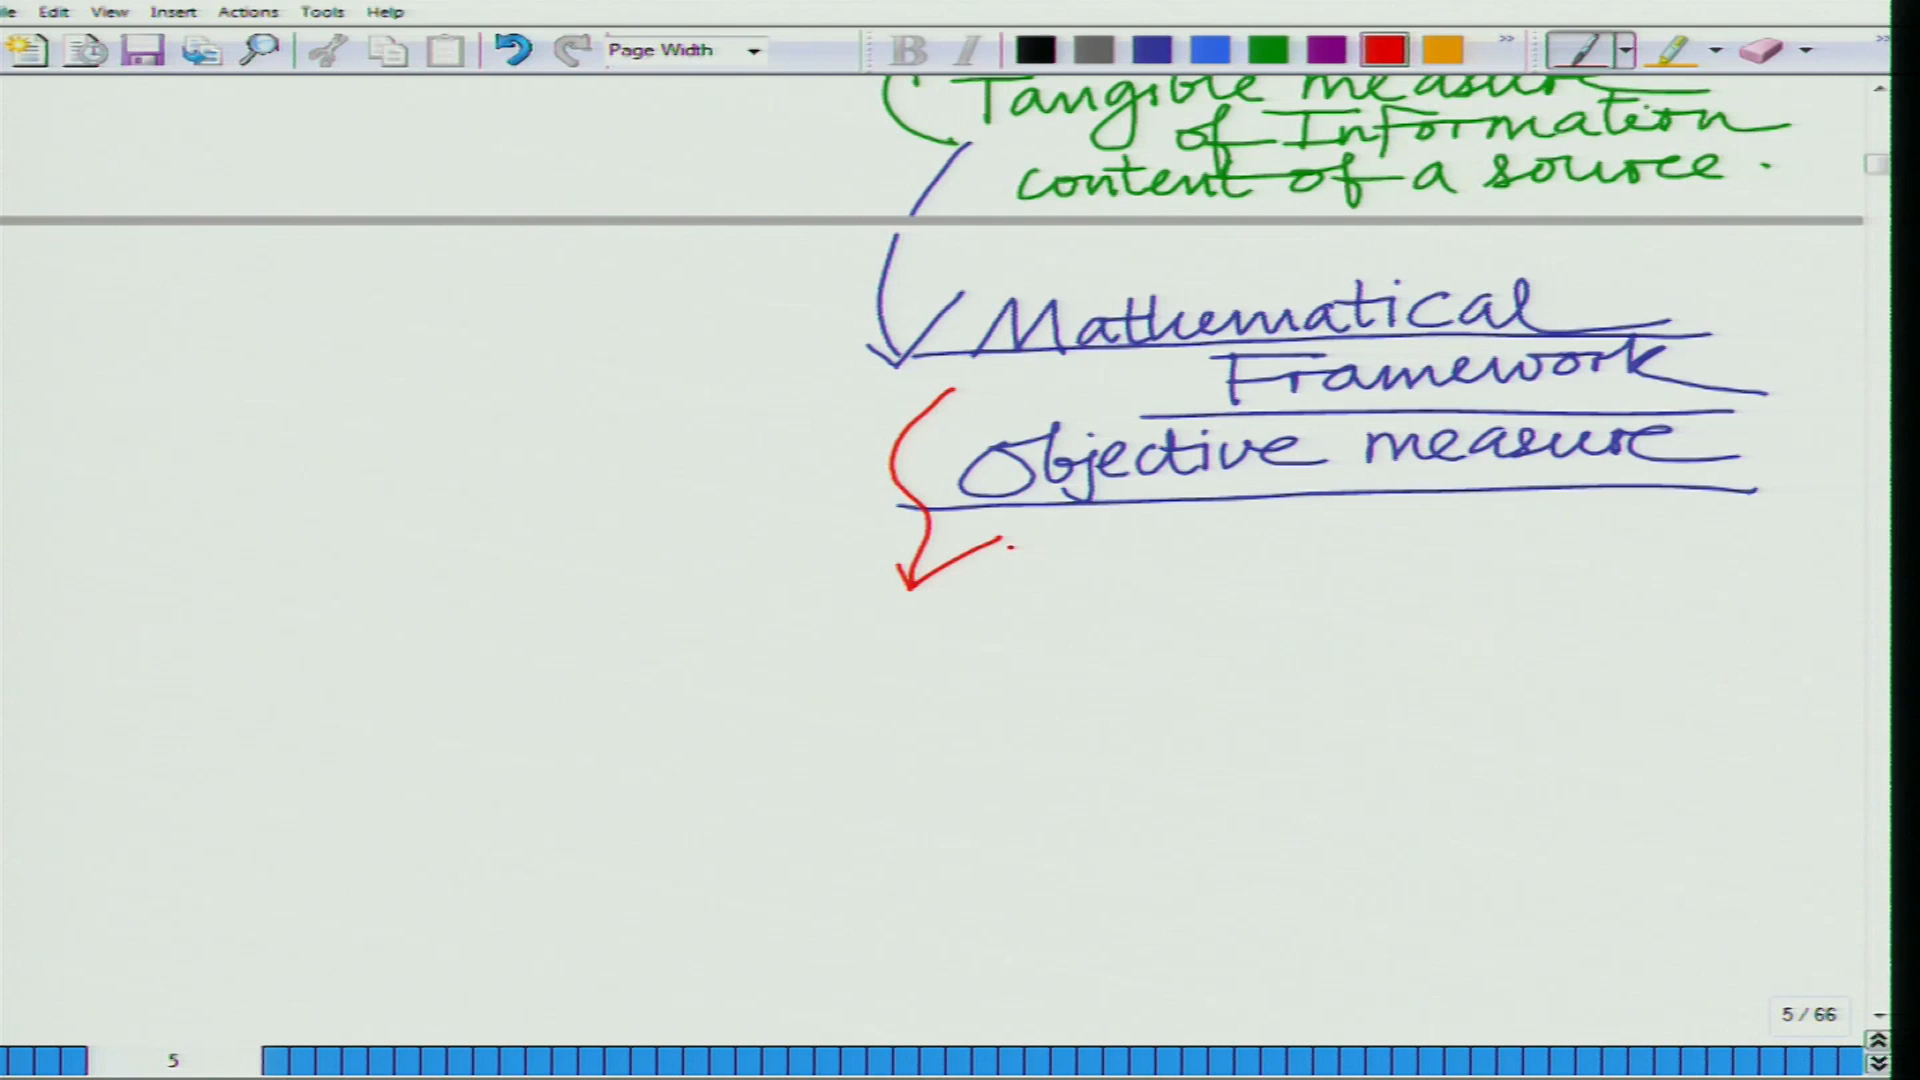 Edit View Insert Actions Tools Help
Page Width
B I
Tangible measure
of Information
content of a source.
Mathematical
Framework
Objective measure
5 / 66
5